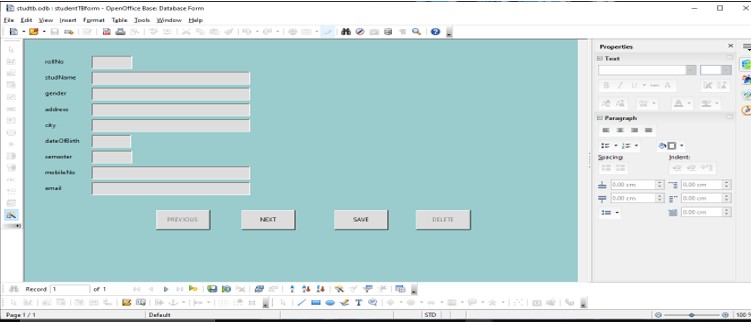 studtb.odb : studentTBform - OpenOffice Base: Database Form
File Edit View Insert Format Table Tools Window Help
Properties
Text
rollNo
studName
gender
address
city
dateOfBirth
semester
mobileNo
email
PREVIOUS NEXT SAVE DELETE
Paragraph
Spacing: Indent:
0.00 cm 0.00 cm
0.00 cm 0.00 cm
0.00 cm
Record 1 of 1
Page 1 / 1 Default STD 100 %